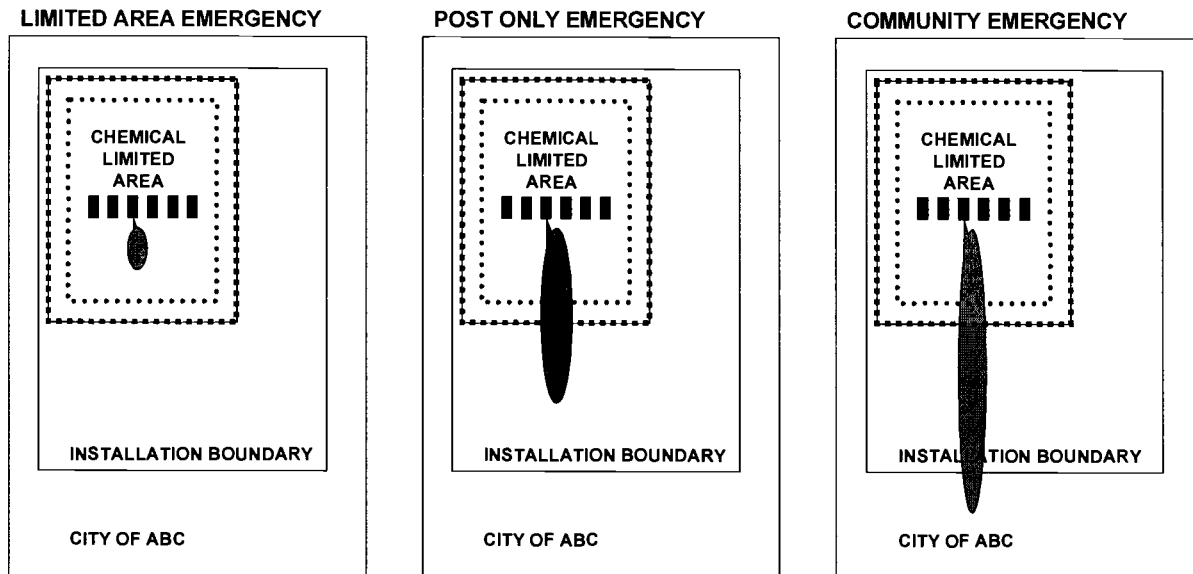 LIMITED AREA EMERGENCY
CHEMICAL
LIMITED
AREA
INSTALLATION BOUNDARY
CITY OF ABC
POST ONLY EMERGENCY
CHEMICAL
LIMITED
AREA
INSTALLATION BOUNDARY
CITY OF ABC
COMMUNITY EMERGENCY
CHEMICAL
LIMITED
AREA
INSTALLATION BOUNDARY
CITY OF ABC